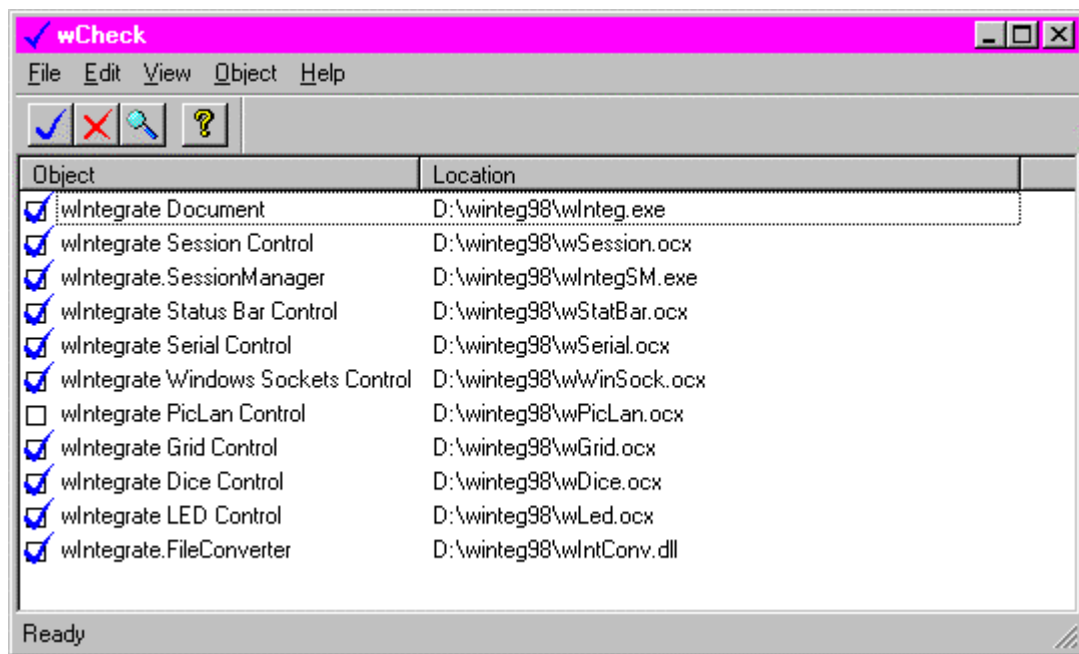 wCheck
File Edit View Object Help
Object Location
wIntegrate Document D:\winteg98\wInteg.exe
wIntegrate Session Control D:\winteg98\wSession.ocx
wIntegrate.SessionManager D:\winteg98\wIntegSM.exe
wIntegrate Status Bar Control D:\winteg98\wStatBar.ocx
wIntegrate Serial Control D:\winteg98\wSerial.ocx
wIntegrate Windows Sockets Control D:\winteg98\wWinSock.ocx
wIntegrate PicLan Control D:\winteg98\wPicLan.ocx
wIntegrate Grid Control D:\winteg98\wGrid.ocx
wIntegrate Dice Control D:\winteg98\wDice.ocx
wIntegrate LED Control D:\winteg98\wLed.ocx
wIntegrate.FileConverter D:\winteg98\wIntConv.dll
Ready